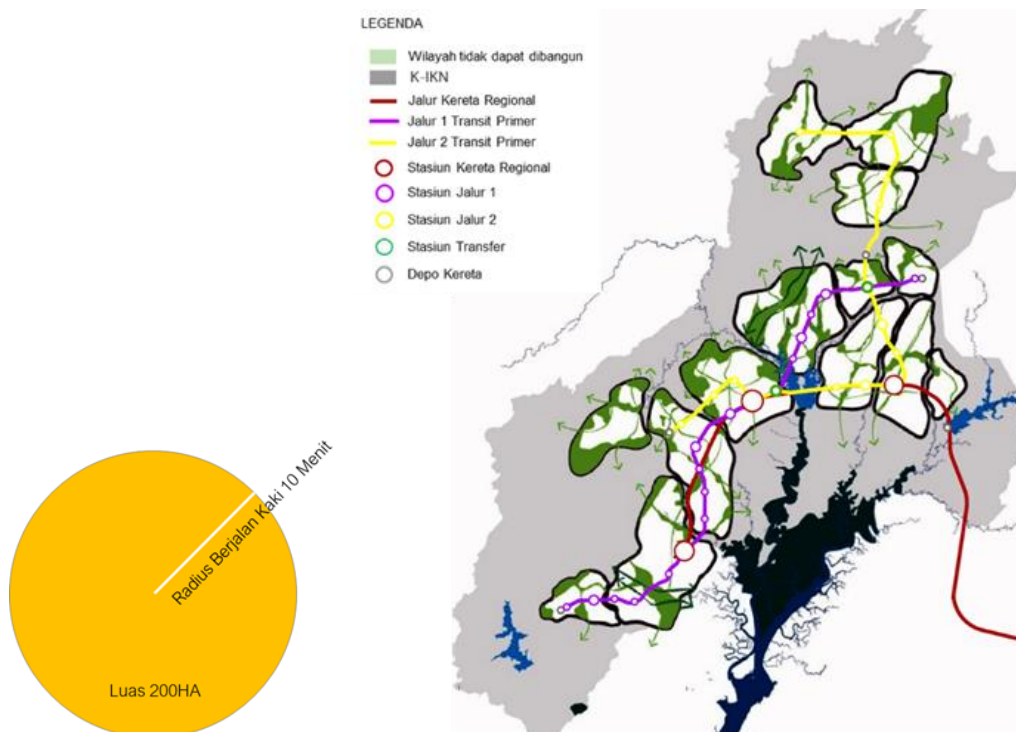 LEGENDA
Wilayah tidak dapat dibangun
K-IKN
Jalur Kereta Regional
Jalur 1 Transit Primer
Jalur 2 Transit Primer
Stasiun Kereta Regional
Stasiun Jalur 1
Stasiun Jalur 2
Stasiun Transfer
Depo Kereta
Radius Berjalan Kaki 10 Menit
Luas 200HA